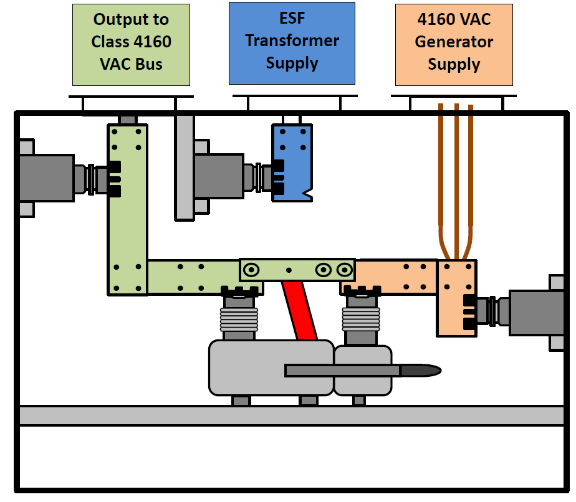 Output to
Class 4160
VAC Bus
ESF
Transformer
Supply
4160 VAC
Generator
Supply